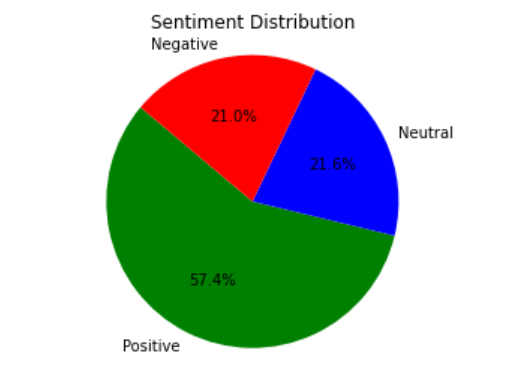 Sentiment Distribution
Negative
21.0%
Neutral
21.6%
57.4%
Positive